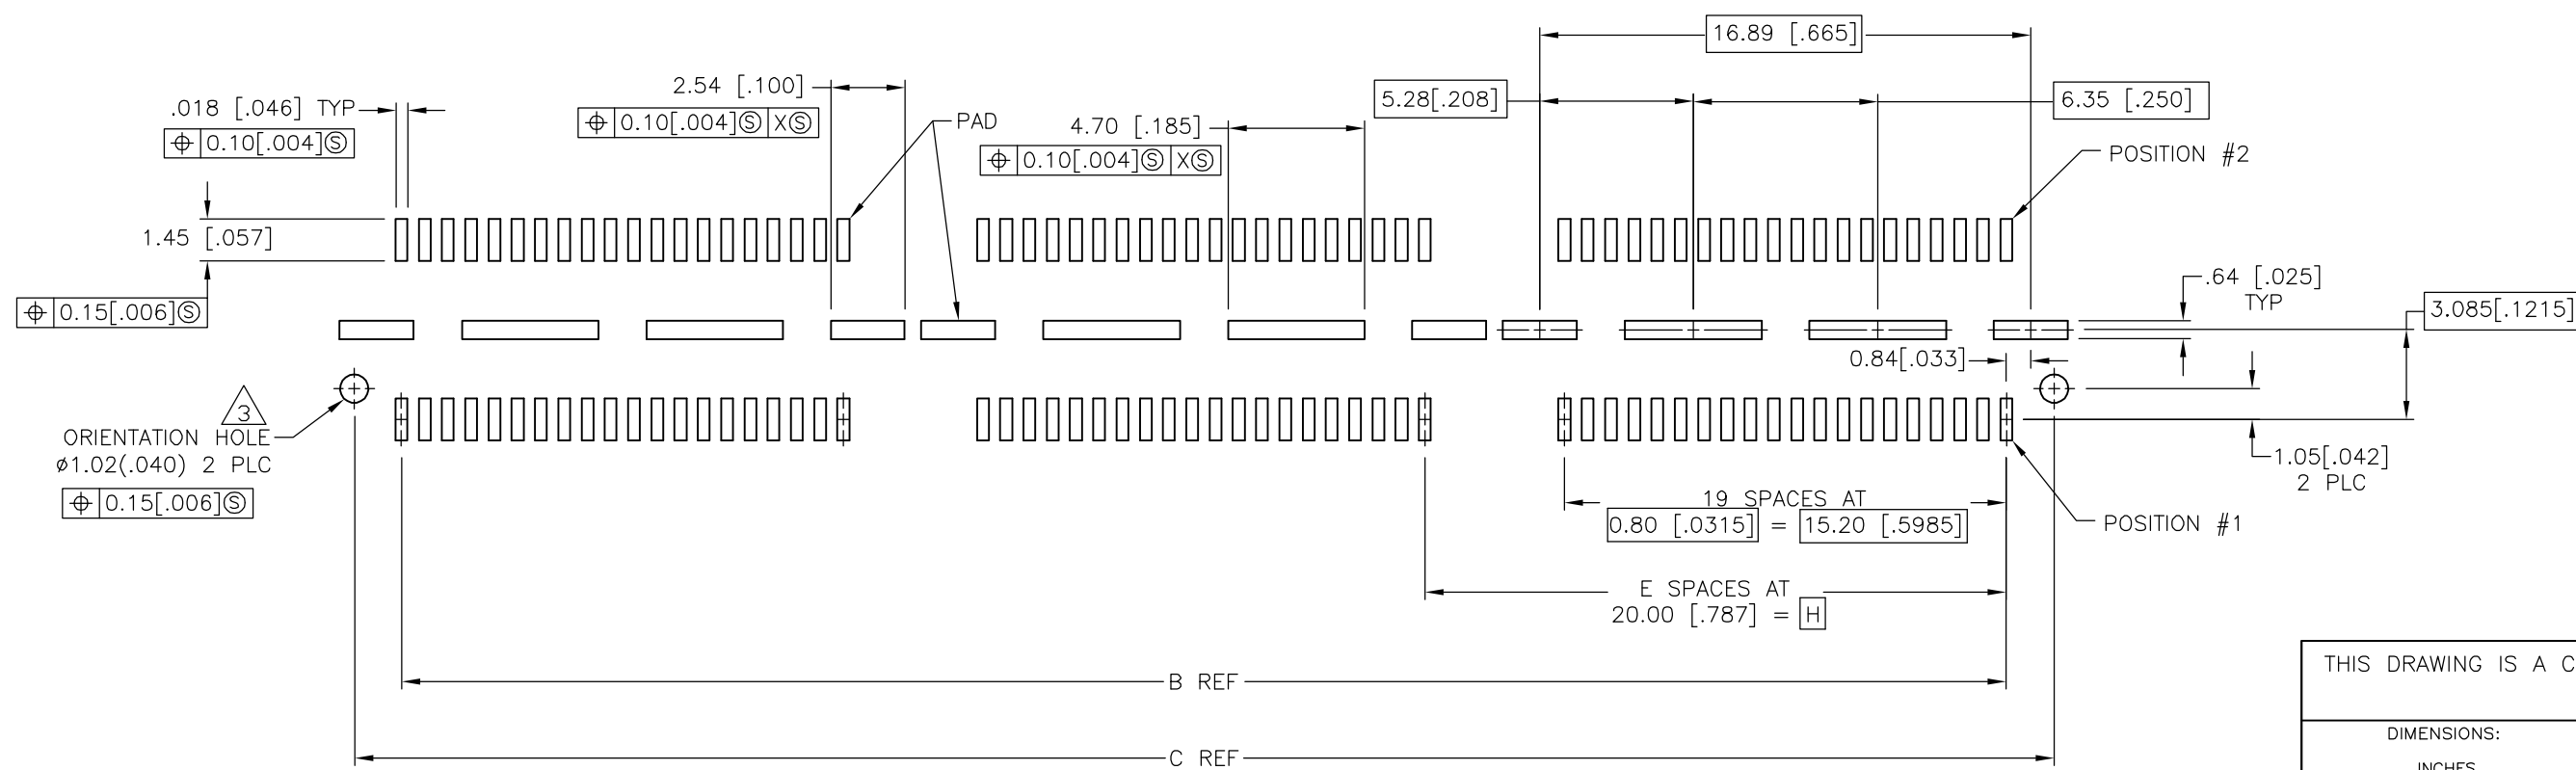 16.89 [.665]
2.54 [.100]
5.28[.208]
6.35 [.250]
.018 [.046] TYP
⌖ 0.10[.004]Ⓢ XⓈ
PAD
4.70 [.185]
⌖ 0.10[.004]Ⓢ
⌖ 0.10[.004]Ⓢ XⓈ
POSITION #2
1.45 [.057]
.64 [.025]
TYP
⌖ 0.15[.006]Ⓢ
3.085[.1215]
0.84[.033]
3
ORIENTATION HOLE
ø1.02(.040) 2 PLC
⌖ 0.15[.006]Ⓢ
1.05[.042]
2 PLC
19 SPACES AT
0.80 [.0315] = 15.20 [.5985]
POSITION #1
E SPACES AT
20.00 [.787] = H
B REF
THIS DRAWING IS A C
DIMENSIONS:
C REF
INCHES